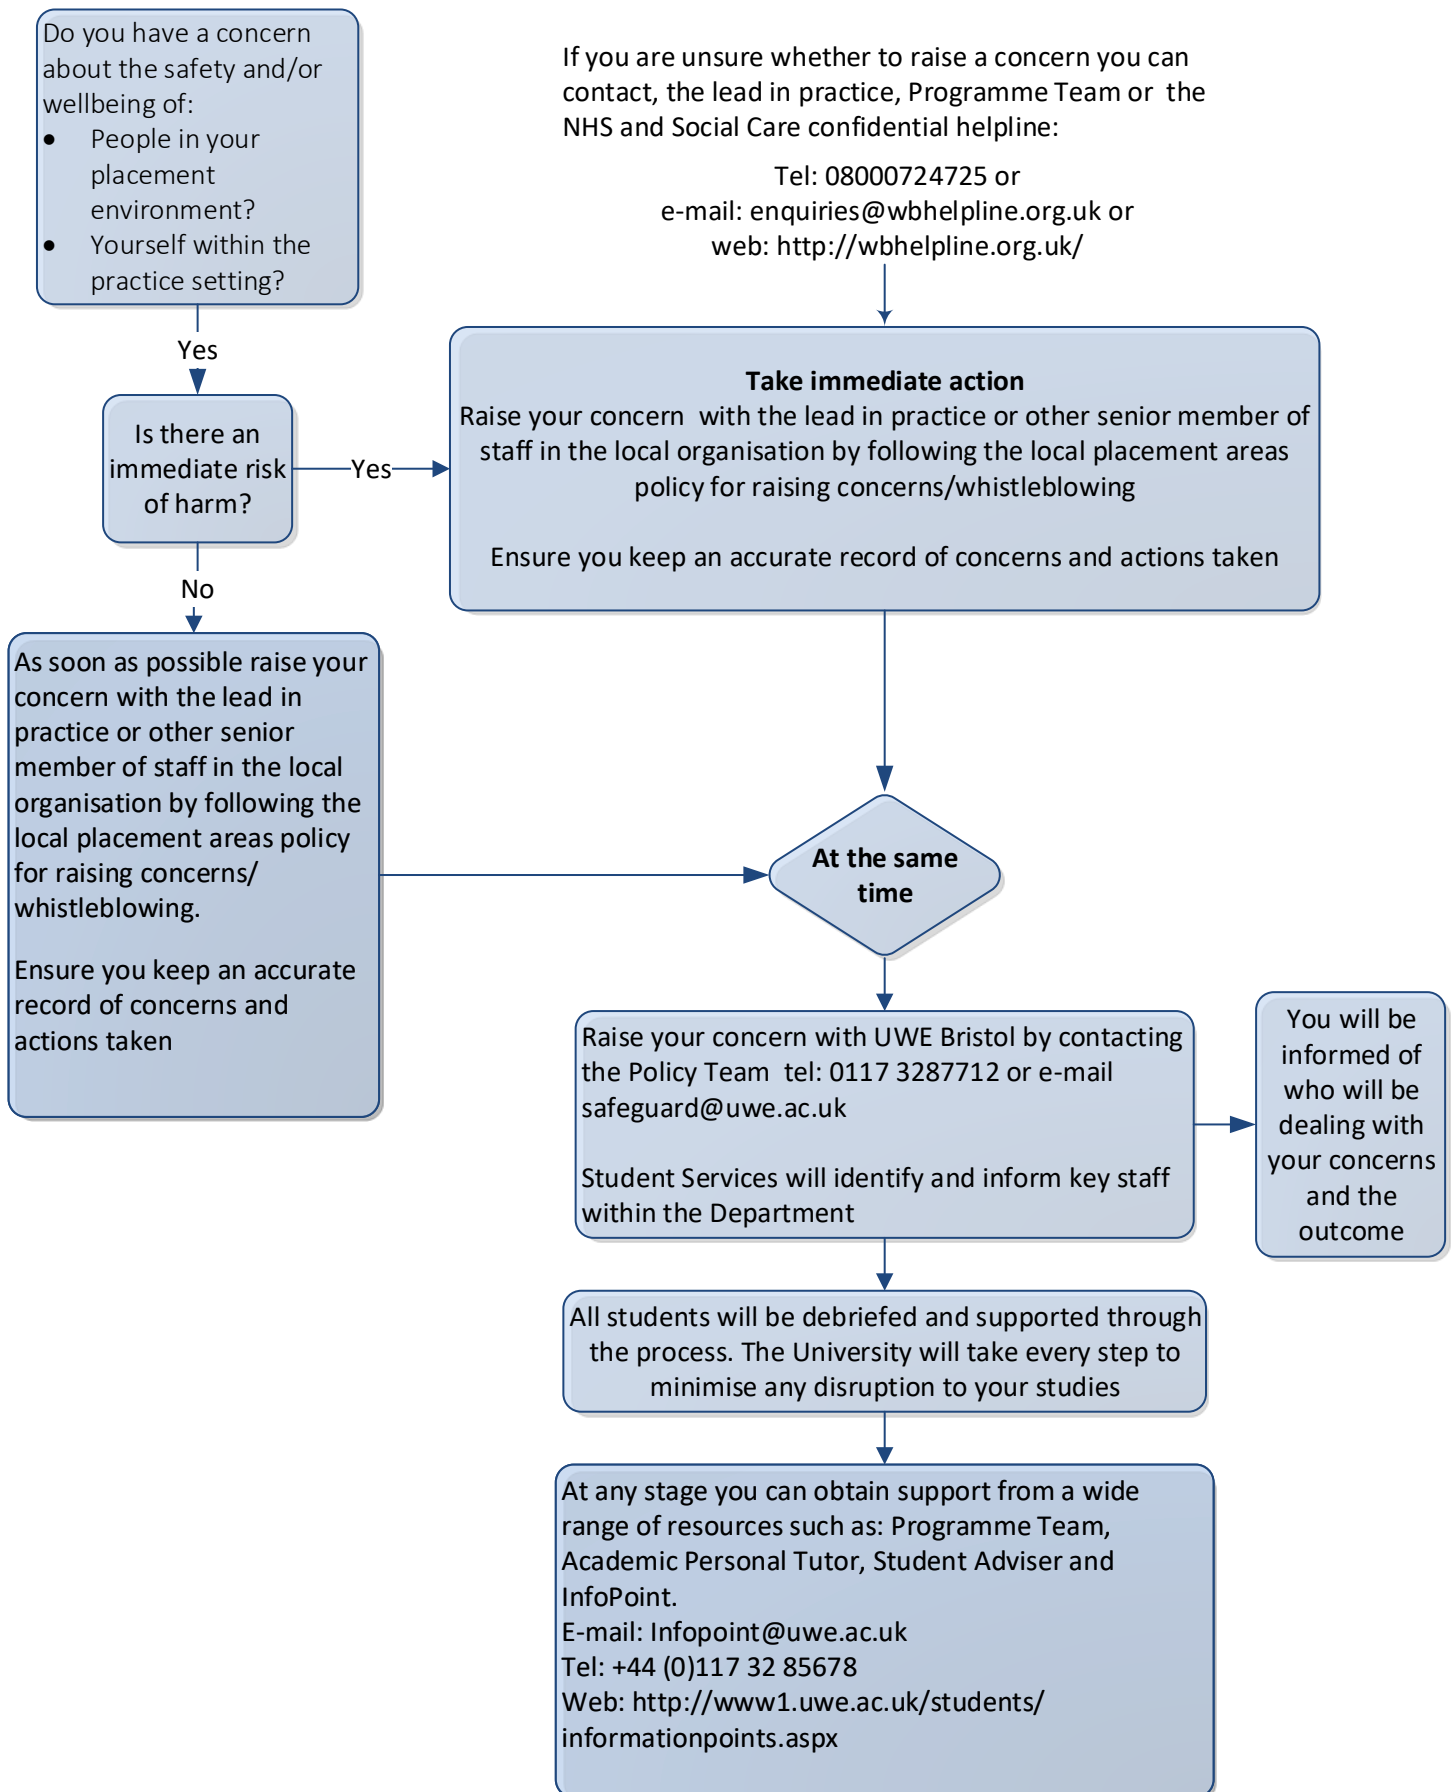 Do you have a concern
about the safety and/or
wellbeing of:
• People in your
placement
environment?
• Yourself within the
practice setting?
If you are unsure whether to raise a concern you can
contact, the lead in practice, Programme Team or the
NHS and Social Care confidential helpline:
Tel: 08000724725 or
e-mail: enquiries@wbhelpline.org.uk or
web: http://wbhelpline.org.uk/
Yes
Is there an
immediate risk
of harm?
Yes
Take immediate action
Raise your concern with the lead in practice or other senior member of
staff in the local organisation by following the local placement areas
policy for raising concerns/whistleblowing
Ensure you keep an accurate record of concerns and actions taken
No
As soon as possible raise your
concern with the lead in
practice or other senior
member of staff in the local
organisation by following the
local placement areas policy
for raising concerns/
whistleblowing.
Ensure you keep an accurate
record of concerns and
actions taken
At the same
time
Raise your concern with UWE Bristol by contacting
the Policy Team tel: 0117 3287712 or e-mail
safeguard@uwe.ac.uk
Student Services will identify and inform key staff
within the Department
You will be
informed of
who will be
dealing with
your concerns
and the
outcome
All students will be debriefed and supported through
the process. The University will take every step to
minimise any disruption to your studies
At any stage you can obtain support from a wide
range of resources such as: Programme Team,
Academic Personal Tutor, Student Adviser and
InfoPoint.
E-mail: Infopoint@uwe.ac.uk
Tel: +44 (0)117 32 85678
Web: http://www1.uwe.ac.uk/students/
informationpoints.aspx